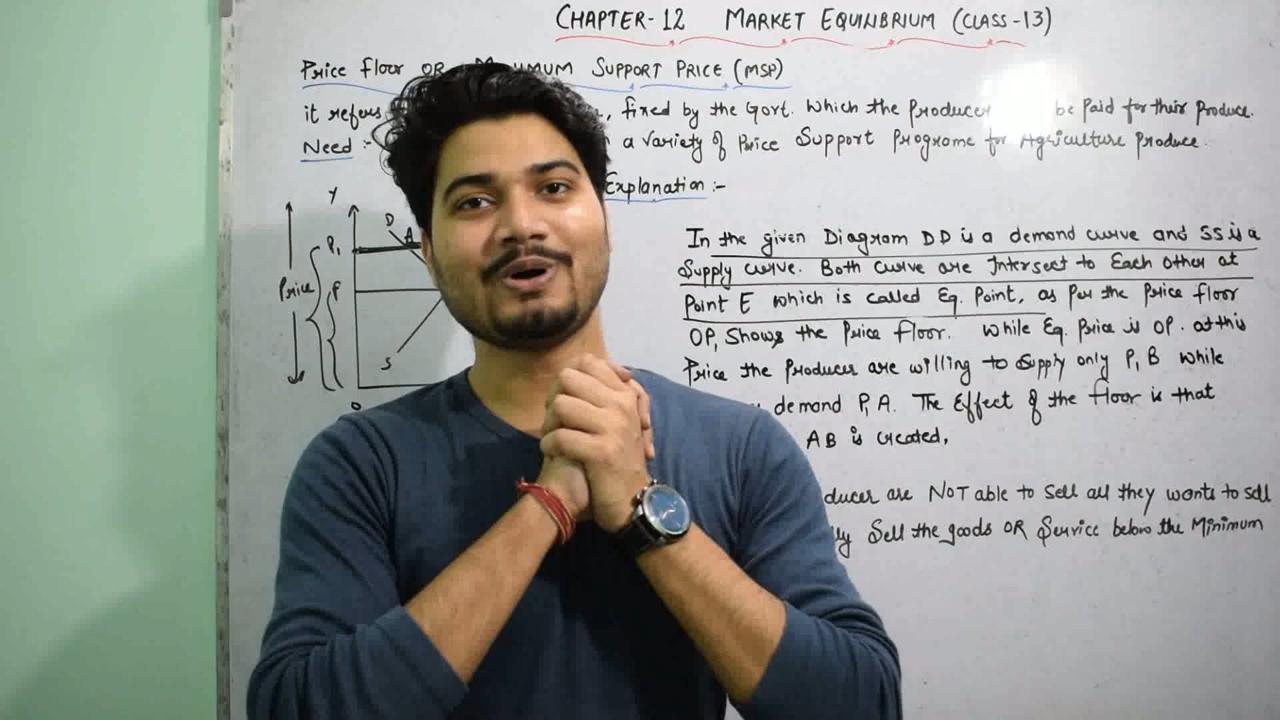 CHAPTER-12 MARKET EQUILIBRIUM (CLASS-13)
Price floor OR SUPPORT PRICE (MSP)
it refers , fixed by the Govt. Which the Producer be Paid for their Produce.
Need :- a variety of Price Support Programe for Agriculture Produce.
Explanation :-
Y
D
A
P1
Price
P
S
O
In the given Diagram DD is a demand curve and SS is a
Supply curve. Both Curve are Intersect to Each other at
Point E which is called Eq. Point, as Per the Price floor
OP, Shows the Price floor. While Eq. Price is OP. at this
Price the Producer are willing to Supply only P, B while
demand P, A. The Effect of the floor is that
AB is created,
ducer are NOT able to Sell all they wants to sell
ly Sell the goods OR Service below the Minimum